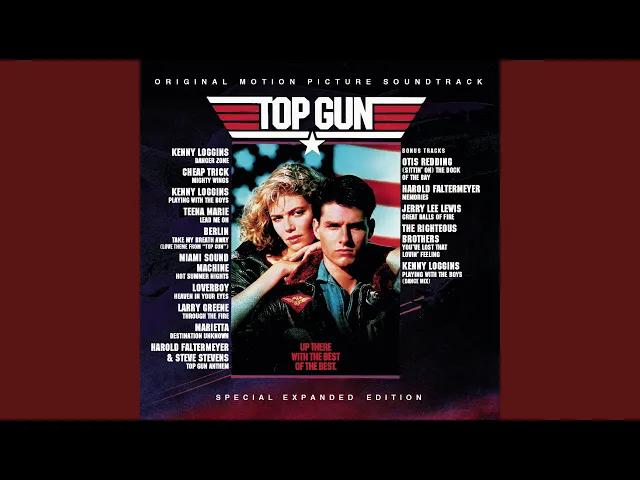 ORIGINAL MOTION PICTURE SOUNDTRACK
TOP GUN
KENNY LOGGINS
DANGER ZONE
CHEAP TRICK
MIGHTY WINGS
KENNY LOGGINS
PLAYING WITH THE BOYS
TEENA MARIE
LEAD ME ON
BERLIN
TAKE MY BREATH AWAY
(LOVE THEME FROM "TOP GUN")
MIAMI SOUND
MACHINE
HOT SUMMER NIGHTS
LOVERBOY
HEAVEN IN YOUR EYES
LARRY GREENE
THROUGH THE FIRE
MARIETTA
DESTINATION UNKNOWN
HAROLD FALTERMEYER
& STEVE STEVENS
TOP GUN ANTHEM
BONUS TRACKS
OTIS REDDING
(SITTIN' ON) THE DOCK
OF THE BAY
HAROLD FALTERMEYER
MEMORIES
JERRY LEE LEWIS
GREAT BALLS OF FIRE
THE RIGHTEOUS
BROTHERS
YOU'VE LOST THAT
LOVIN' FEELING
KENNY LOGGINS
PLAYING WITH THE BOYS
(DANCE MIX)
UP THERE
WITH THE BEST
OF THE BEST.
SPECIAL EXPANDED EDITION